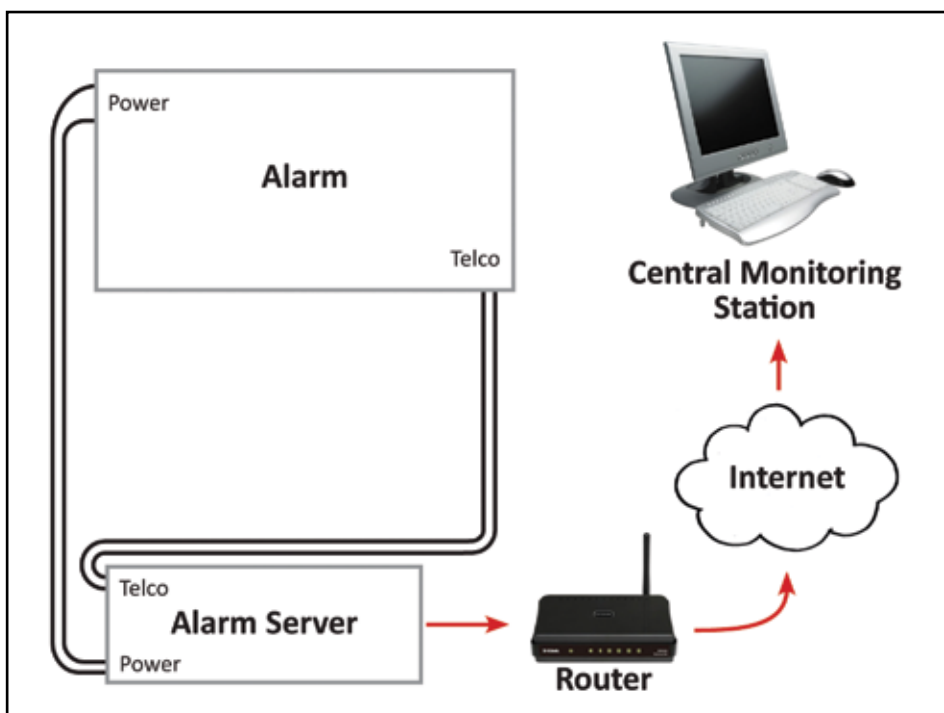 Power
Alarm
Telco
Central Monitoring
Station
Internet
Telco
Alarm Server
Power
Router